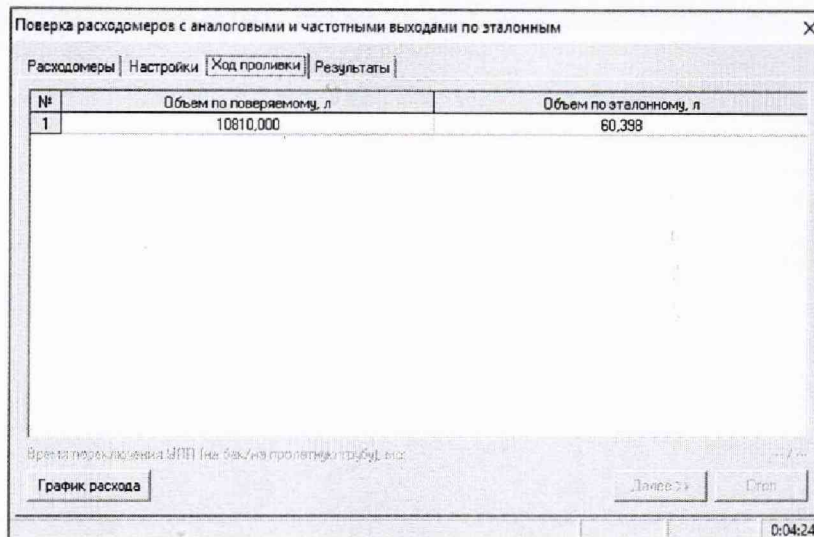 Поверка расходомеров с аналоговыми и частотными выходами по эталонным
Расходомеры Настройки Ход проливки Результаты
№ Объем по поверяемому, л Объем по эталонному, л
1 10810,000 60,398
Время переключения УПП (на бак/на пролетную трубу), мс: -- / --
График расхода Далее >> Стоп
0:04:24